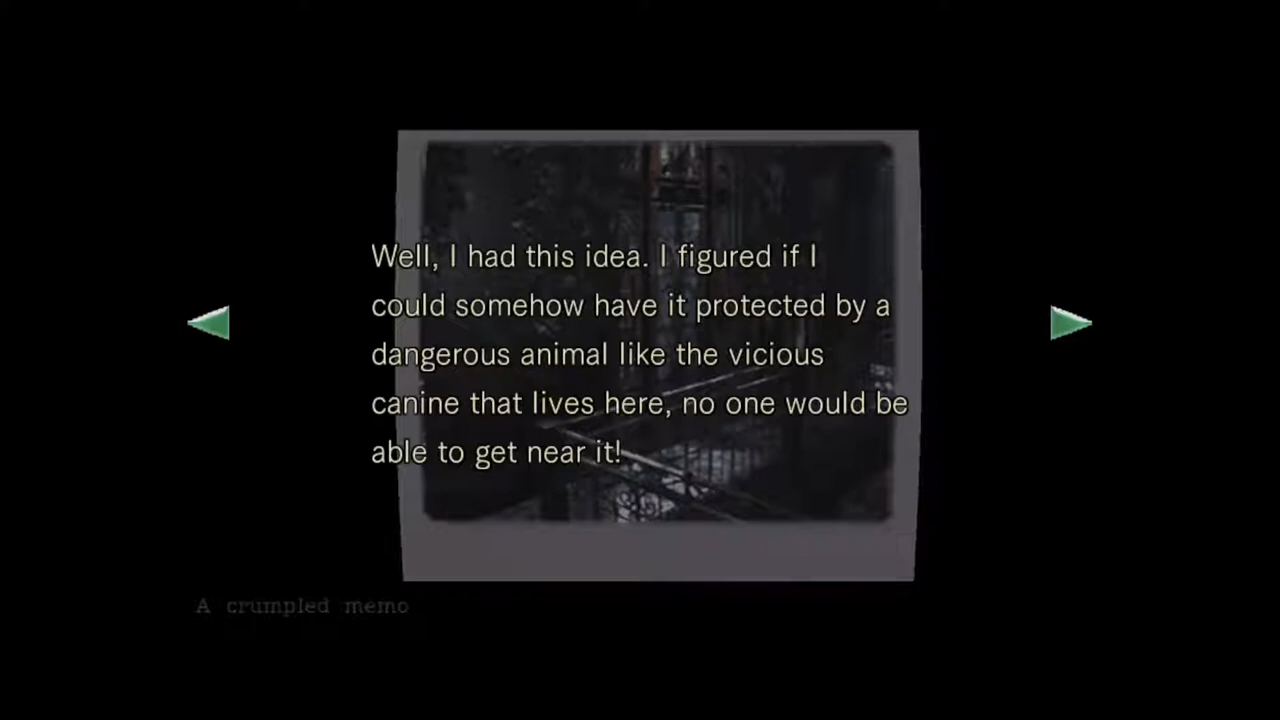 Well, I had this idea. I figured if I
could somehow have it protected by a
dangerous animal like the vicious
canine that lives here, no one would be
able to get near it!
A crumpled memo